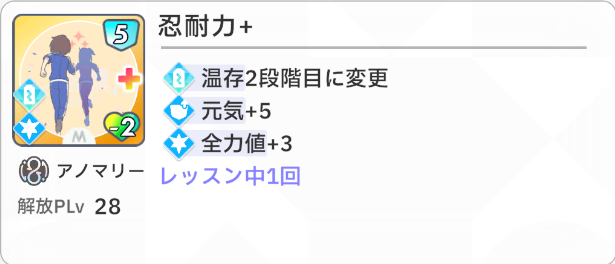 忍耐力+
5
温存2段階目に変更
元気+5
-2
全力値+3
M
アノマリー
レッスン中1回
解放PLv 28